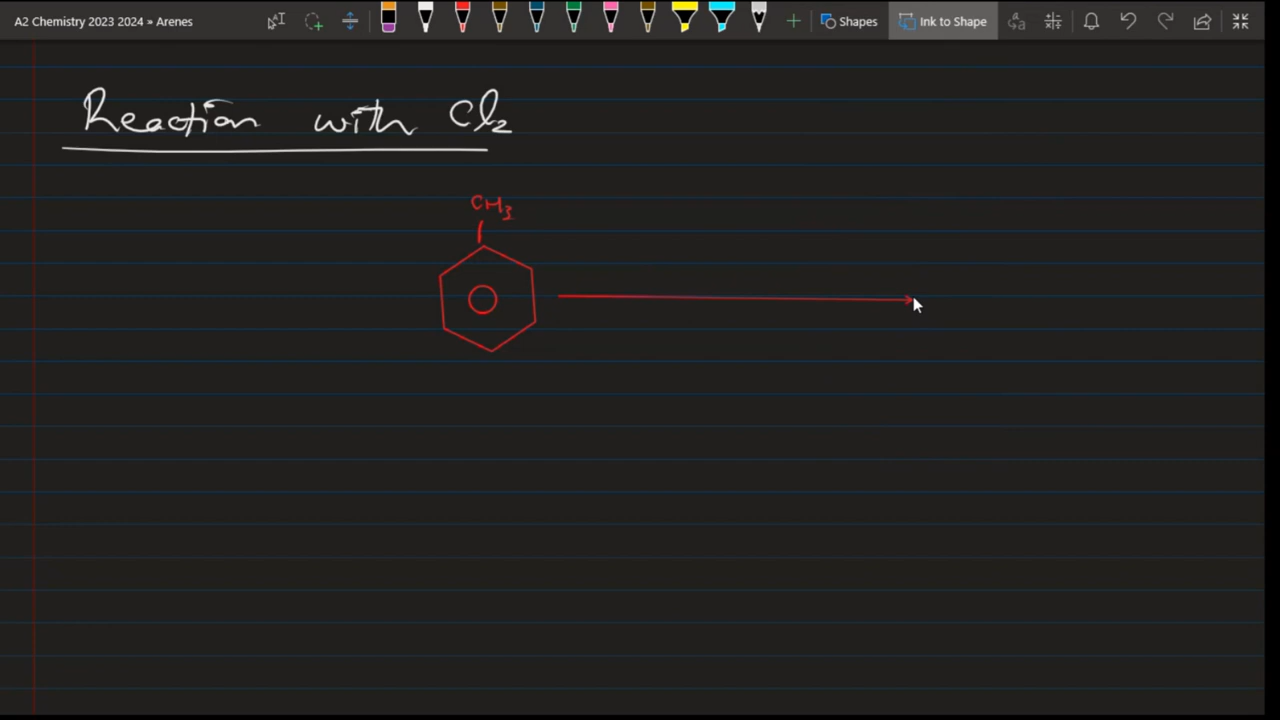 A2 Chemistry 2023 2024 » Arenes
Shapes
Ink to Shape
Reaction with Cl₂
CH₃